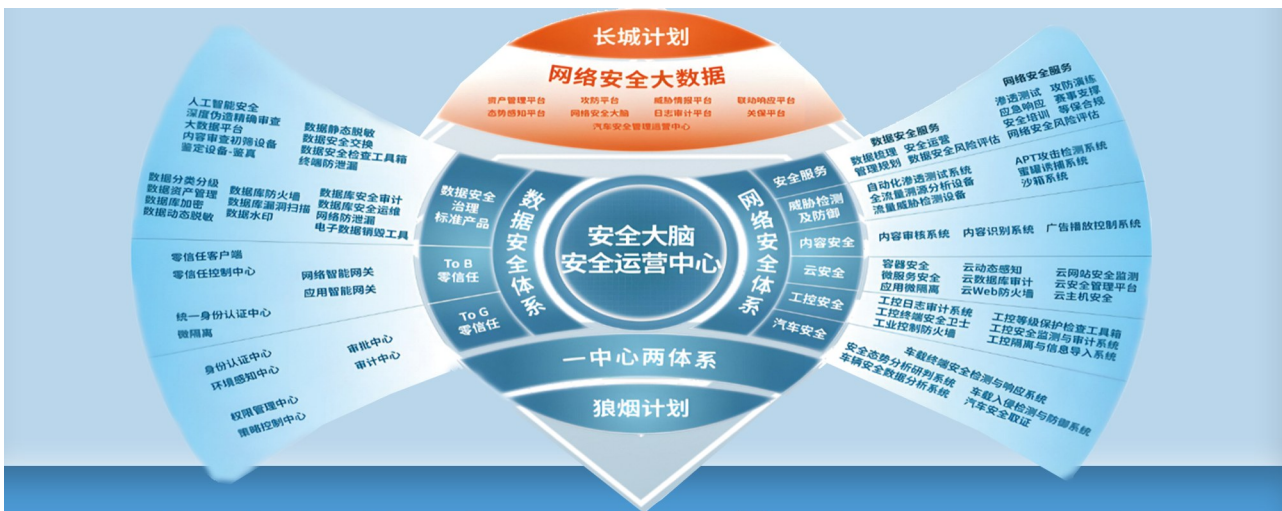 长城计划
网络安全大数据
资产管理平台 攻防平台 威胁情报平台 联动响应平台
态势感知平台 网络安全大脑 日志审计平台 关保平台
汽车安全管理运营中心
安全大脑
安全运营中心
一中心两体系
狼烟计划
数据安全体系
数据安全
治理
标准产品
To B
零信任
To G
零信任
人工智能安全
深度伪造精确审查
大数据平台
内容审查初筛设备
鉴定设备-鉴真
数据静态脱敏
数据安全交换
数据安全检查工具箱
终端防泄漏
数据分类分级
数据资产管理
数据库加密
数据动态脱敏
数据库防火墙
数据库漏洞扫描
数据水印
数据库安全审计
数据库安全运维
网络防泄漏
电子数据销毁工具
零信任客户端
零信任控制中心
网络智能网关
应用智能网关
统一身份认证中心
微隔离
身份认证中心
环境感知中心
审批中心
审计中心
权限管理中心
策略控制中心
网络安全体系
安全服务
威胁检测
及防御
内容安全
云安全
工控安全
汽车安全
网络安全服务
渗透测试 攻防演练
应急响应 赛事支撑
安全培训 等保合规
网络安全风险评估
数据安全服务
数据梳理 安全运营
管理规划 数据安全风险评估
自动化渗透测试系统
全流量溯源分析设备
流量威胁检测设备
APT攻击检测系统
蜜罐诱捕系统
沙箱系统
内容审核系统 内容识别系统 广告播放控制系统
容器安全 云动态感知 云网站安全监测
微服务安全 云数据库审计 云安全管理平台
应用微隔离 云Web防火墙 云主机安全
工控日志审计系统
工控终端安全卫士
工业控制防火墙
工控等级保护检查工具箱
工控安全监测与审计系统
工控隔离与信息导入系统
安全态势分析研判系统
车辆安全数据分析系统
车载终端安全检测与响应系统
车载入侵检测与防御系统
汽车安全取证